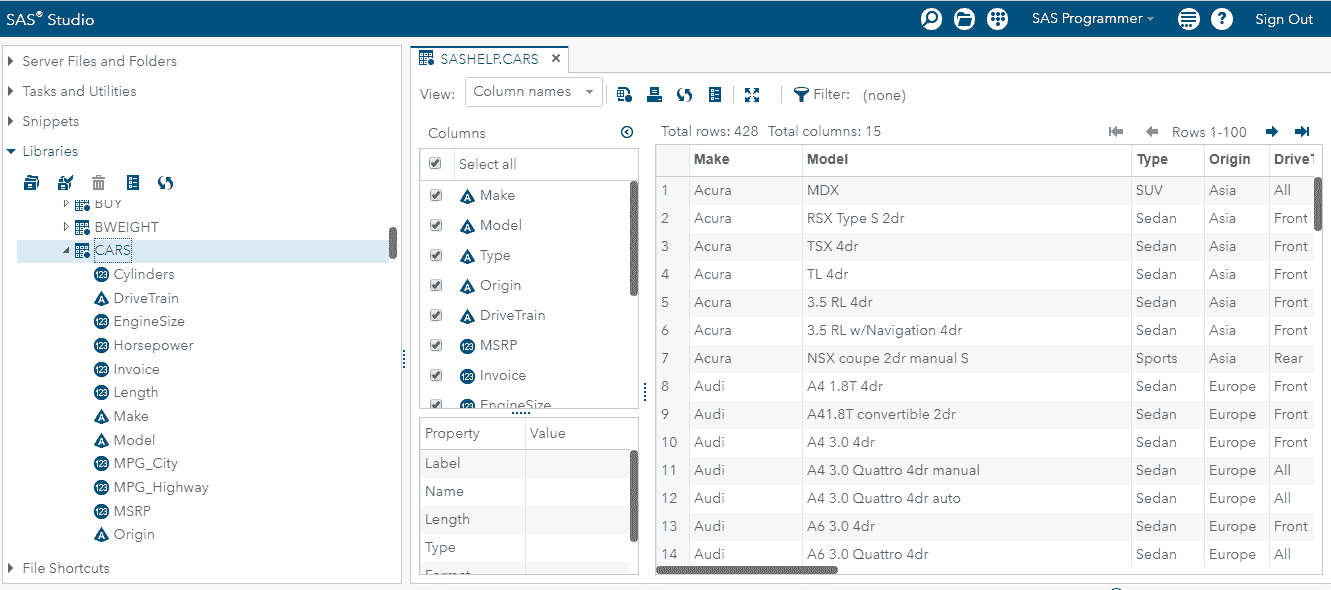 SAS® Studio
SAS Programmer
Sign Out
Server Files and Folders
Tasks and Utilities
Snippets
Libraries
BUY
BWEIGHT
CARS
Cylinders
DriveTrain
EngineSize
Horsepower
Invoice
Length
Make
Model
MPG_City
MPG_Highway
MSRP
Origin
File Shortcuts
SASHELP.CARS
View: Column names Filter: (none)
Columns
Select all
Make
Model
Type
Origin
DriveTrain
MSRP
Invoice
EngineSize
Property Value
Label
Name
Length
Type
Format
Total rows: 428 Total columns: 15 Rows 1-100
Make Model Type Origin DriveT
1 Acura MDX SUV Asia All
2 Acura RSX Type S 2dr Sedan Asia Front
3 Acura TSX 4dr Sedan Asia Front
4 Acura TL 4dr Sedan Asia Front
5 Acura 3.5 RL 4dr Sedan Asia Front
6 Acura 3.5 RL w/Navigation 4dr Sedan Asia Front
7 Acura NSX coupe 2dr manual S Sports Asia Rear
8 Audi A4 1.8T 4dr Sedan Europe Front
9 Audi A41.8T convertible 2dr Sedan Europe Front
10 Audi A4 3.0 4dr Sedan Europe Front
11 Audi A4 3.0 Quattro 4dr manual Sedan Europe All
12 Audi A4 3.0 Quattro 4dr auto Sedan Europe All
13 Audi A6 3.0 4dr Sedan Europe Front
14 Audi A6 3.0 Quattro 4dr Sedan Europe All